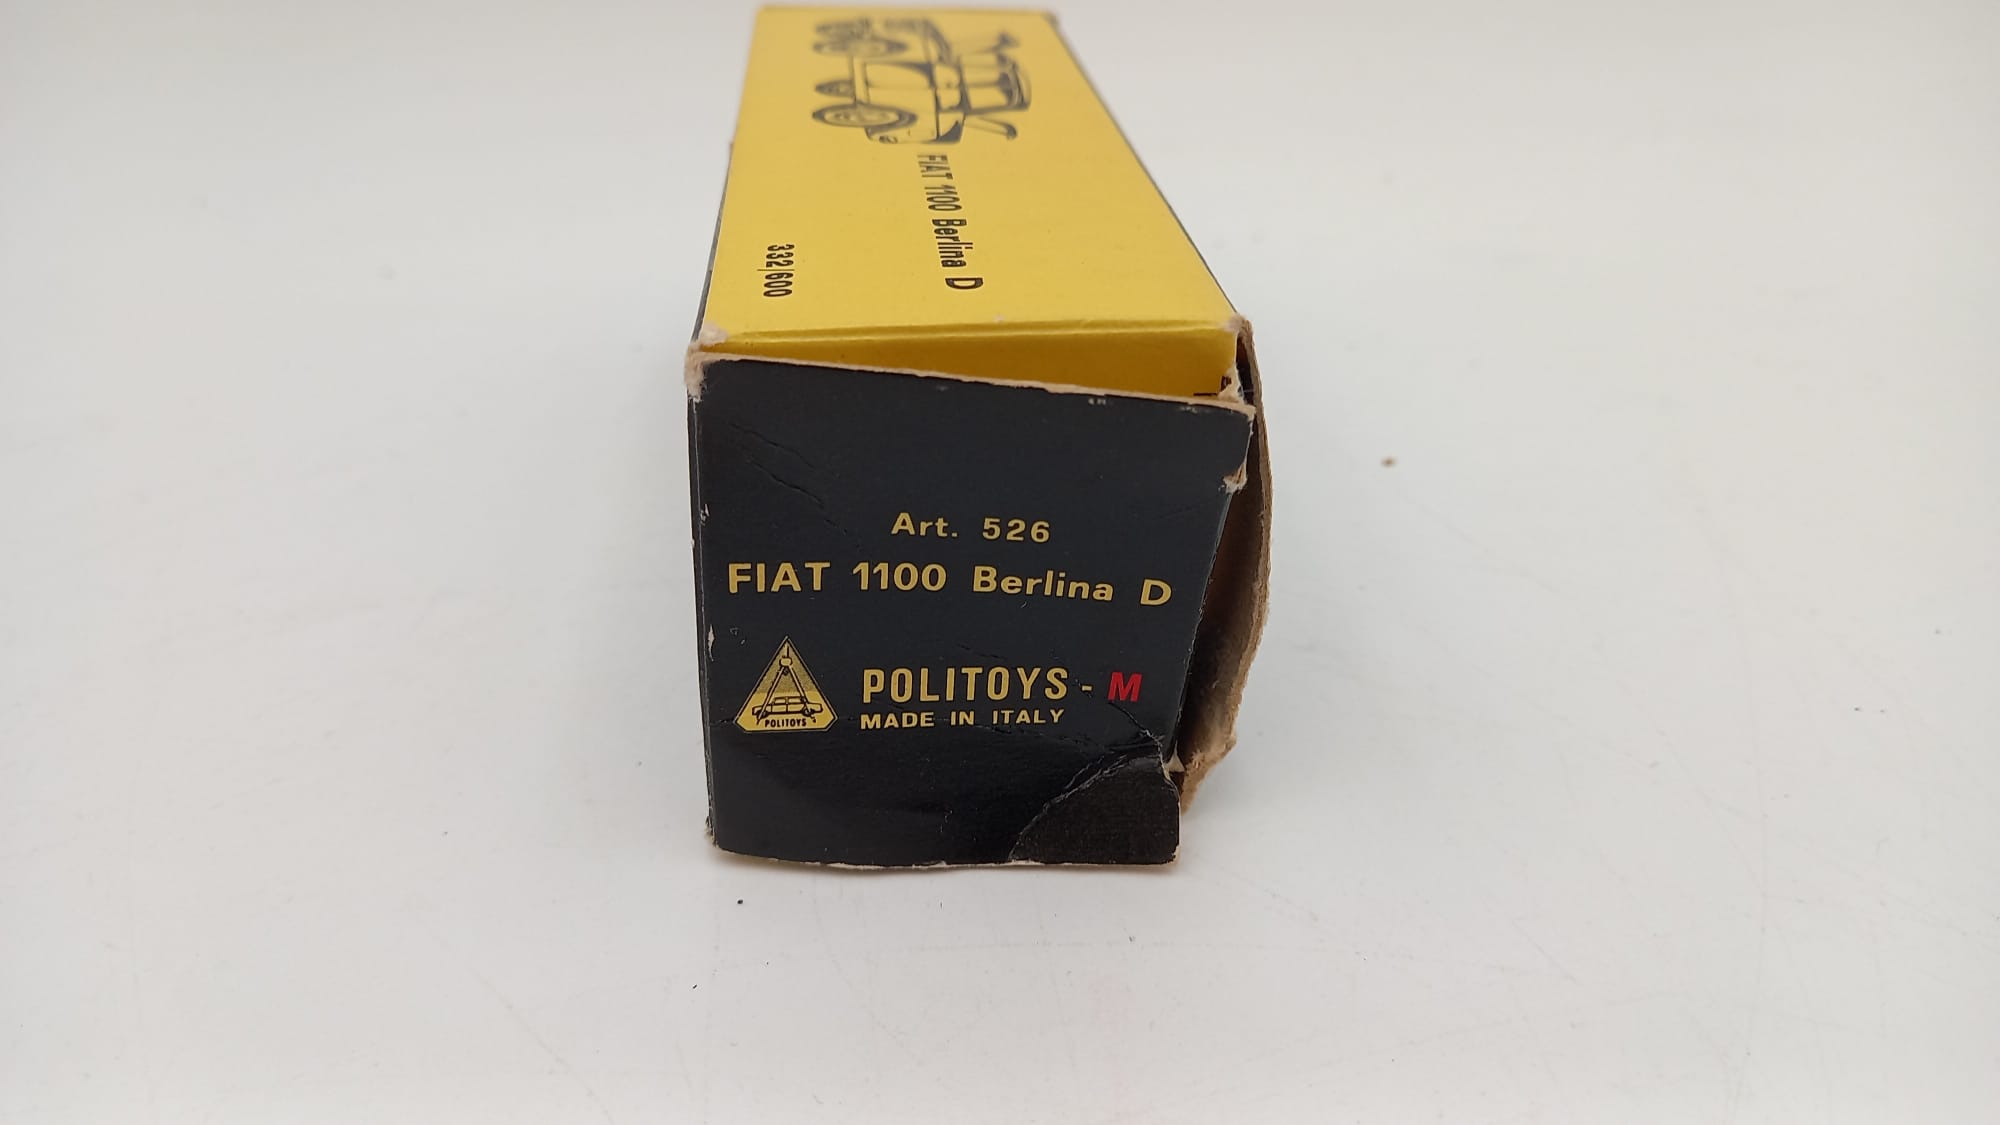 FIAT 1100 Berlina D
332/600
Art. 526
FIAT 1100 Berlina D
POLITOYS
POLITOYS - M
MADE IN ITALY